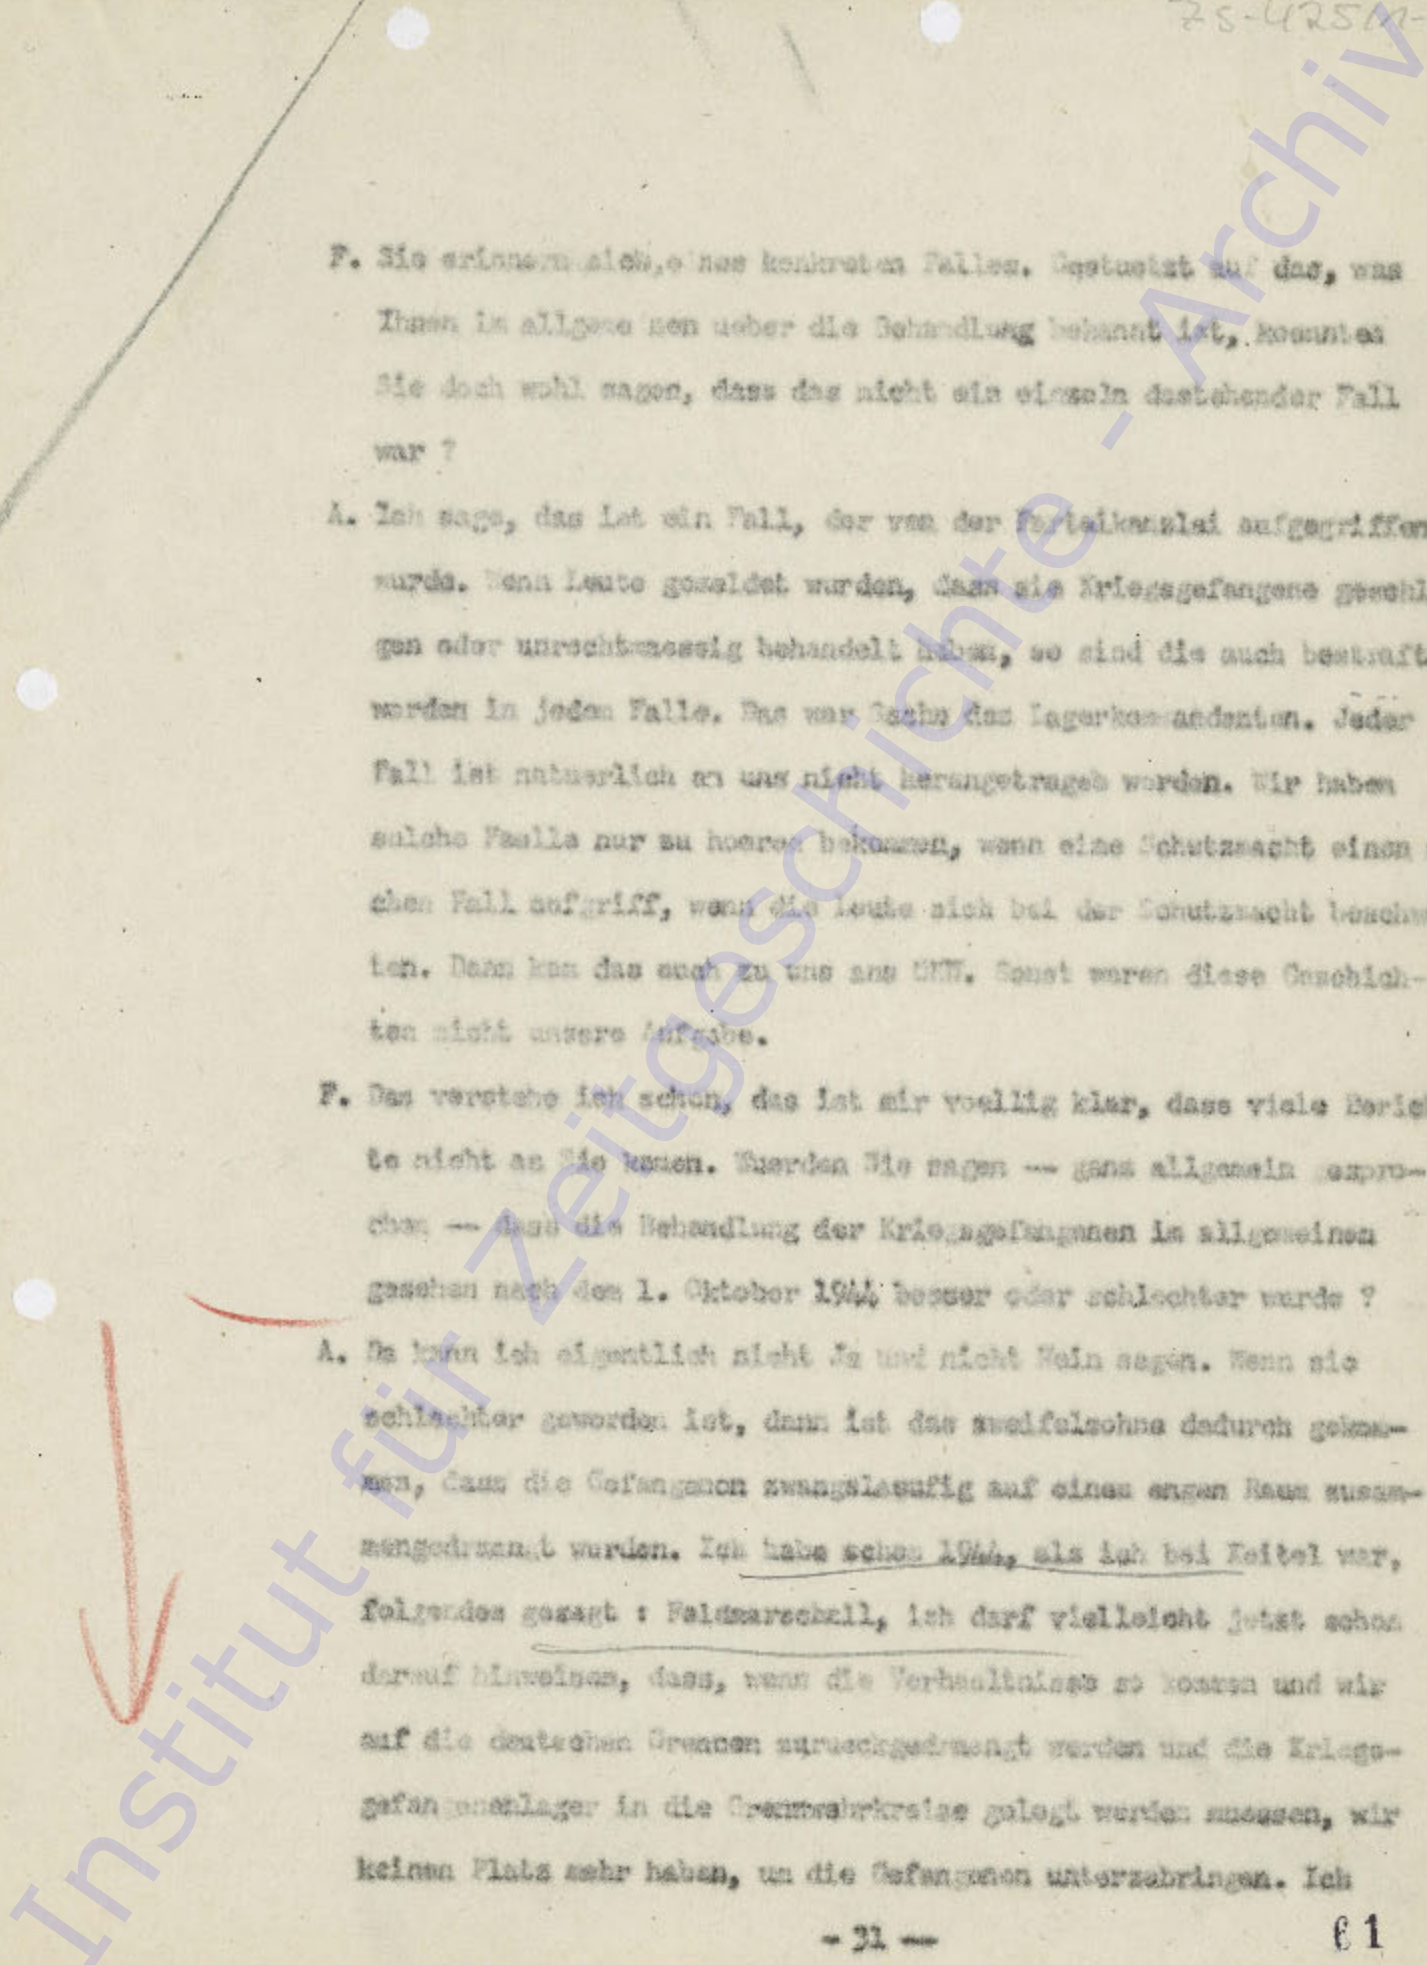 ZS-425/
F. Sie erinnern sich, eines konkreten Falles. Gestuetzt auf das, was
Ihnen im allgemeinen ueber die Behandlung bekannt ist, koennten
Sie doch wohl sagen, dass das nicht ein einzeln dastehender Fall
war ?
A. Ich sage, das ist ein Fall, der von der Parteikanzlei aufgegriffen
wurde. Wenn Leute gemeldet wurden, dass sie Kriegsgefangene geschl
gen oder unrechtmaessig behandelt haben, so sind die auch bestraft
worden in jedem Falle. Das war Sache des Lagerkommandanten. Jeder
Fall ist natuerlich an uns nicht herangetragen worden. Wir haben
solche Faelle nur zu hoeren bekommen, wenn eine Schutzmacht einen
chen Fall aufgriff, wenn die Leute sich bei der Schutzmacht beschw
ten. Dann kam das auch zu uns ans OKW. Sonst waren diese Geschich-
ten nicht unsere Aufgabe.
F. Das verstehe ich schon, das ist mir voellig klar, dass viele Beric
te nicht an Sie kamen. Wuerden Sie sagen -- ganz allgemein gespro-
chen -- dass die Behandlung der Kriegsgefangenen im allgemeinen
gesehen nach dem 1. Oktober 1944 besser oder schlechter wurde ?
A. Da kann ich eigentlich nicht Ja und nicht Nein sagen. Wenn sie
schlechter geworden ist, dann ist das zweifelsohne dadurch gekom-
men, dass die Gefangenen zwangslaeufig auf einen engen Raum zusam-
mengedraengt wurden. Ich habe schon 1944, als ich bei Keitel war,
folgendes gesagt : Feldmarschall, ich darf vielleicht jetzt schon
darauf hinweisen, dass, wenn die Verhaeltnisse so kommen und wir
auf die deutschen Grenzen zurueckgedraengt werden und die Kriegs-
gefangenenlager in die Grenzwehrkreise gelegt werden muessen, wir
keinen Platz mehr haben, um die Gefangenen unterzubringen. Ich
- 31 --
61
Institut für Zeitgeschichte - Archiv